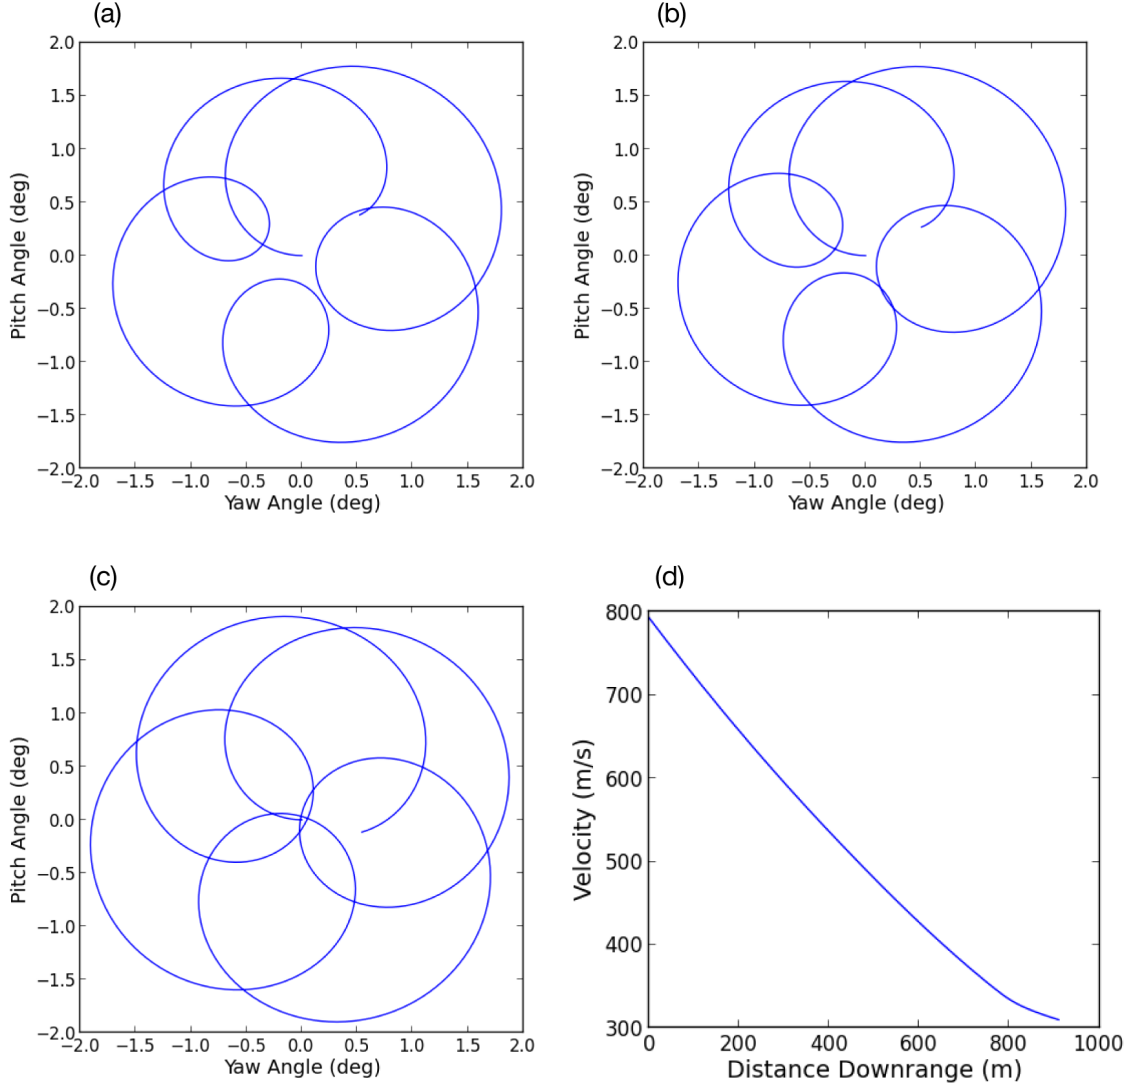 (a)
2.0
1.5
1.0
0.5
0.0
−0.5
−1.0
−1.5
−2.0
Pitch Angle (deg)
−2.0 −1.5 −1.0 −0.5 0.0 0.5 1.0 1.5 2.0
Yaw Angle (deg)
(b)
2.0
1.5
1.0
0.5
0.0
−0.5
−1.0
−1.5
−2.0
Pitch Angle (deg)
−2.0 −1.5 −1.0 −0.5 0.0 0.5 1.0 1.5 2.0
Yaw Angle (deg)
(c)
2.0
1.5
1.0
0.5
0.0
−0.5
−1.0
−1.5
−2.0
Pitch Angle (deg)
−2.0 −1.5 −1.0 −0.5 0.0 0.5 1.0 1.5 2.0
Yaw Angle (deg)
(d)
800
700
600
500
400
300
Velocity (m/s)
0 200 400 600 800 1000
Distance Downrange (m)